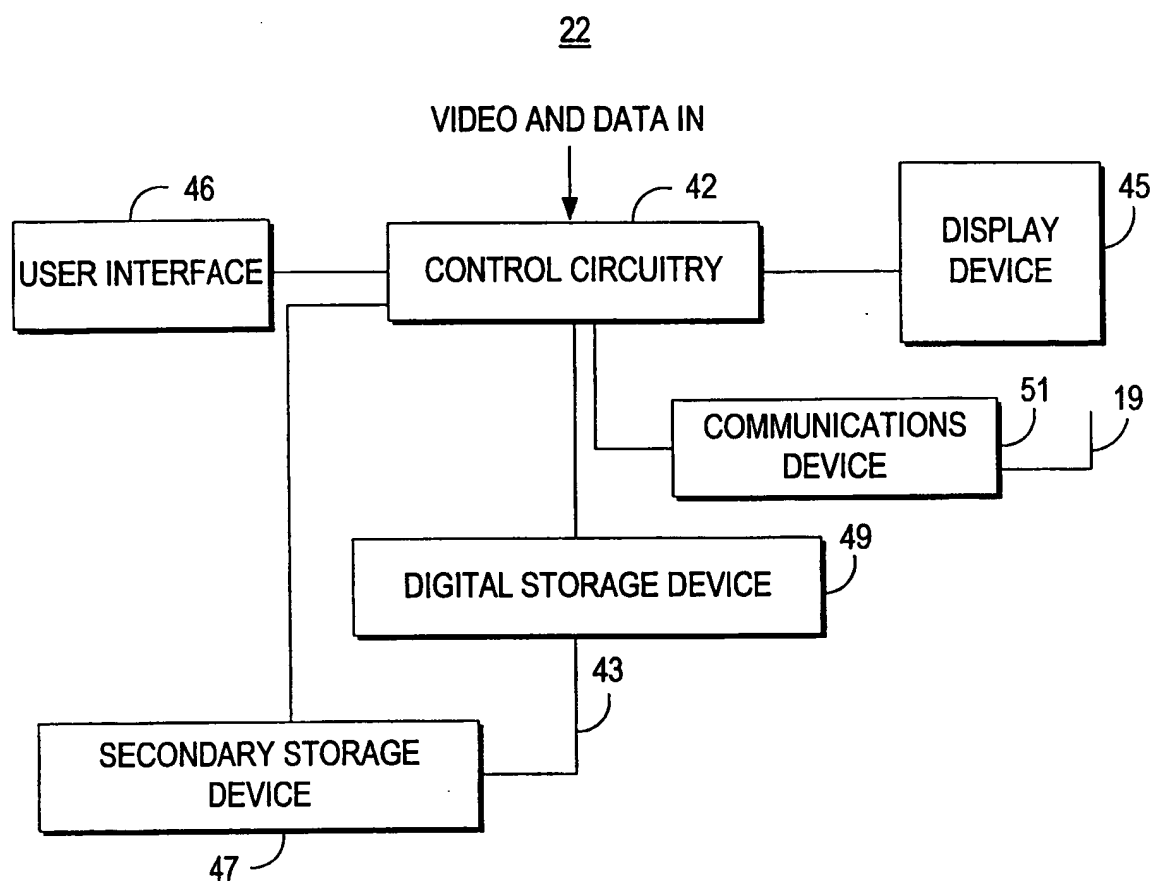 22
VIDEO AND DATA IN
46
42
45
USER INTERFACE
CONTROL CIRCUITRY
DISPLAY
DEVICE
51
19
COMMUNICATIONS
DEVICE
49
DIGITAL STORAGE DEVICE
43
SECONDARY STORAGE
DEVICE
47